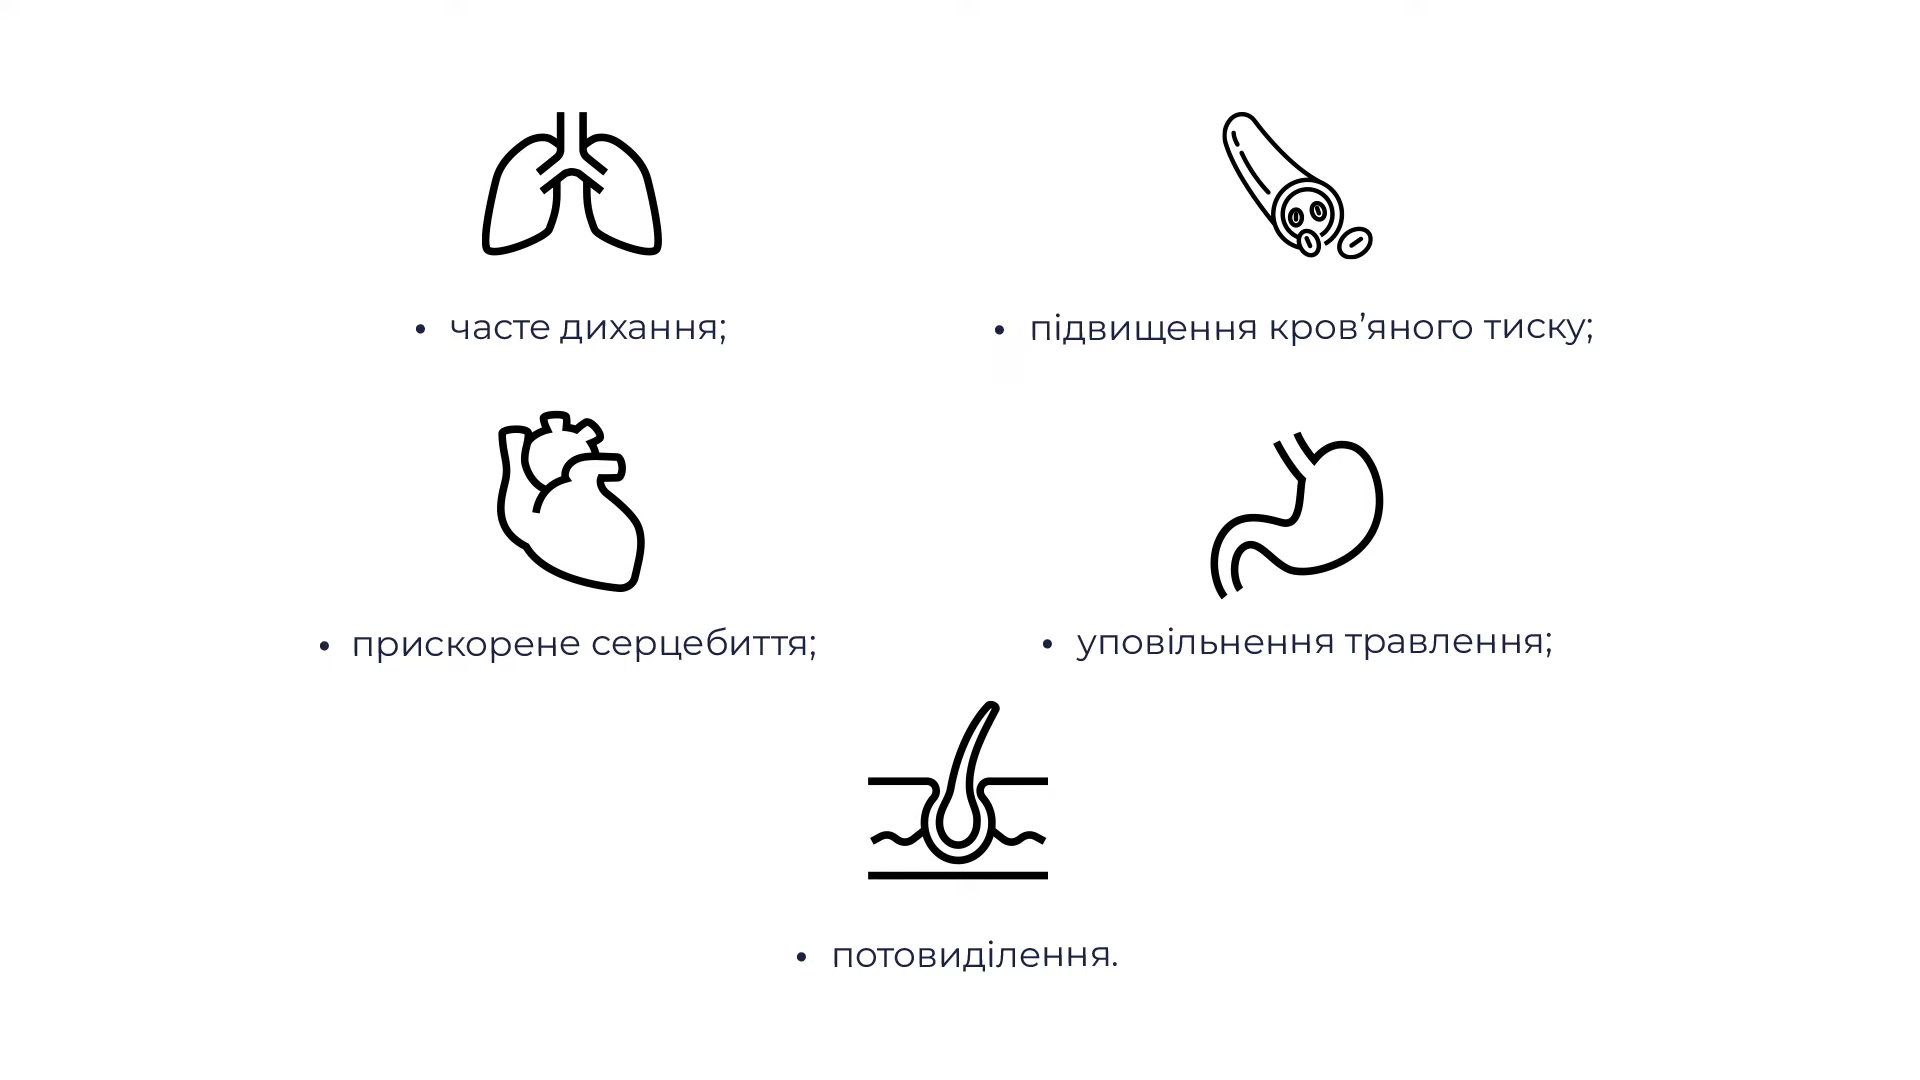 • часте дихання;
• підвищення кров’яного тиску;
• прискорене серцебиття;
• уповільнення травлення;
• потовиділення.